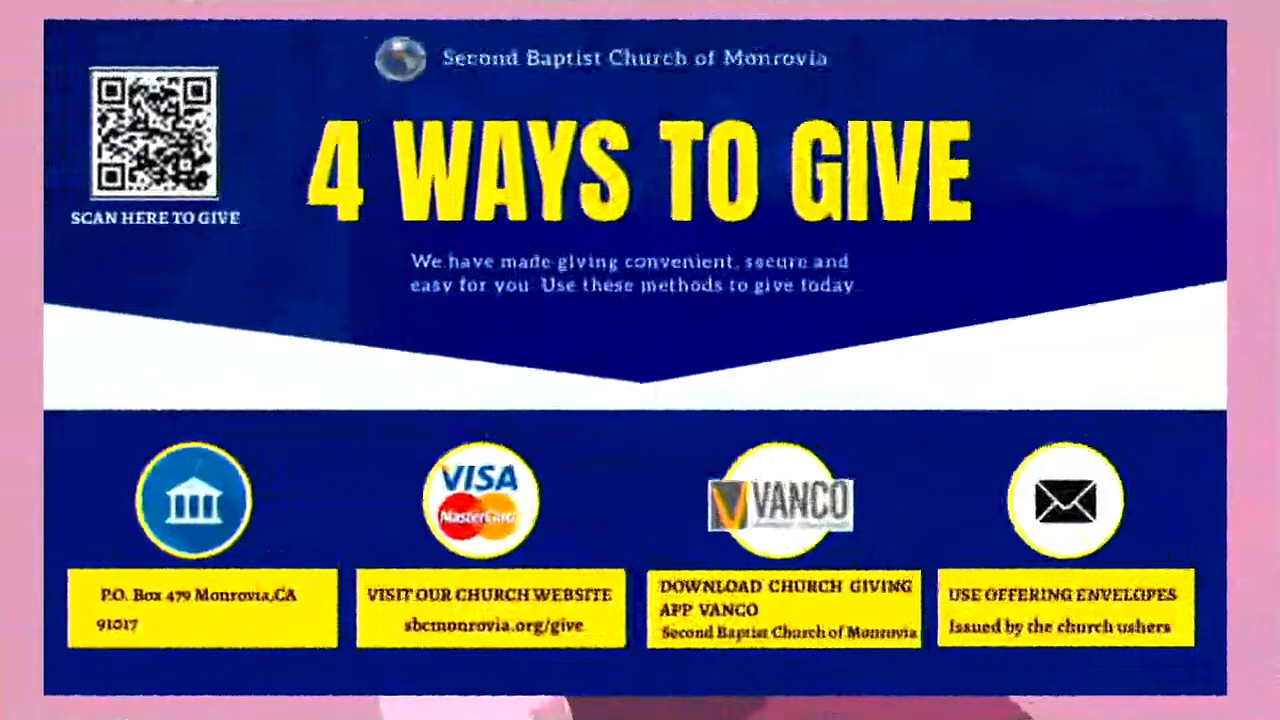 Second Baptist Church of Monrovia
4 WAYS TO GIVE
SCAN HERE TO GIVE
We have made giving convenient, secure and
easy for you. Use these methods to give today.
P.O. Box 479 Monrovia,CA
91017
VISA
MasterCard
VISIT OUR CHURCH WEBSITE
sbcmonrovia.org/give
VANCO
DOWNLOAD CHURCH GIVING
APP VANCO
Second Baptist Church of Monrovia
USE OFFERING ENVELOPES
Issued by the church ushers